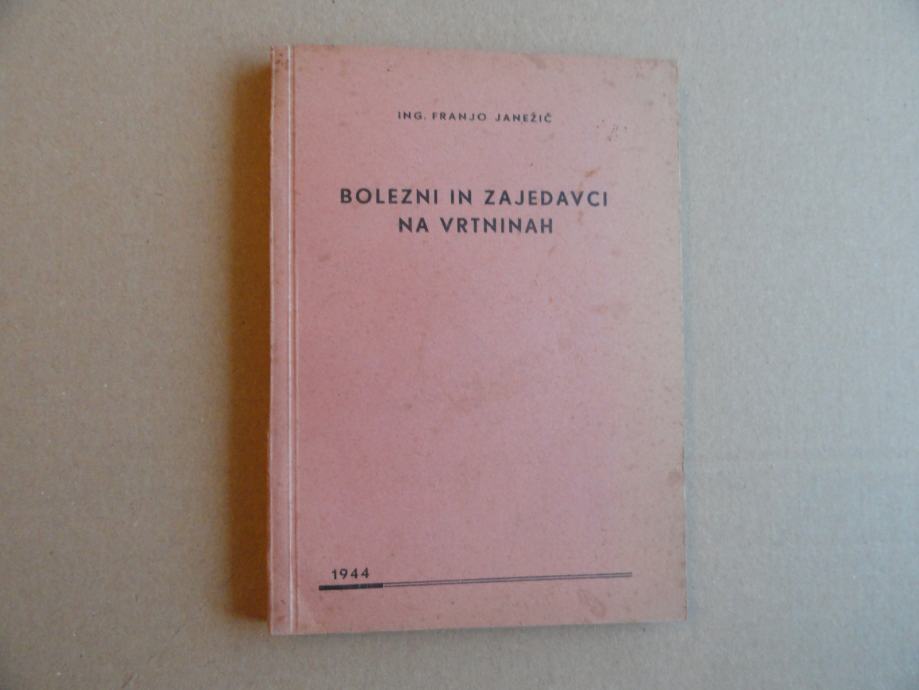 ING. FRANJO JANEŽIČ
BOLEZNI IN ZAJEDAVCI
NA VRTNINAH
1944